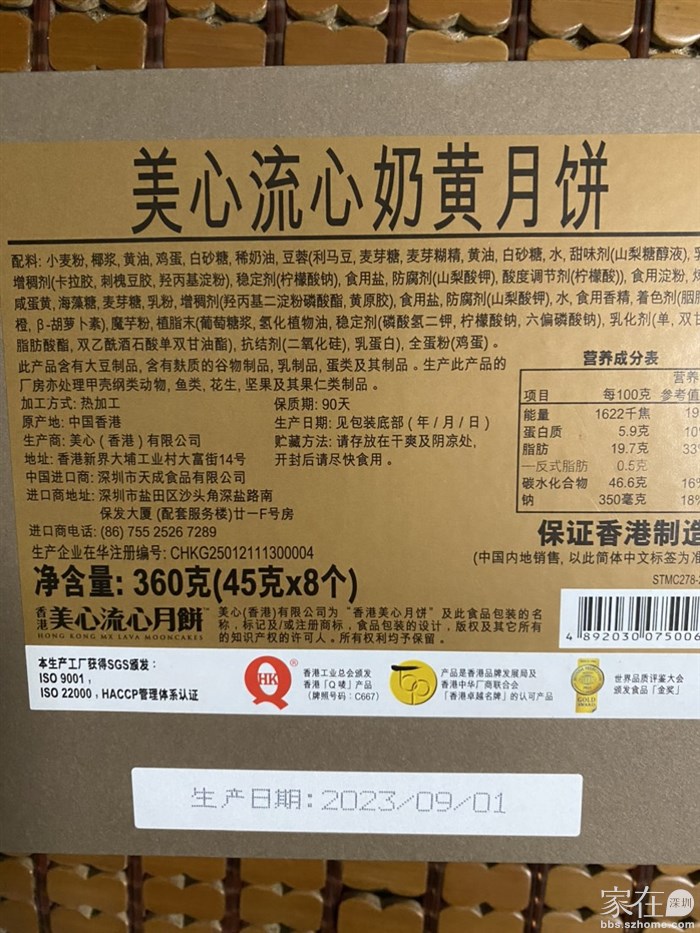 美心流心奶黄月饼
配料: 小麦粉, 椰浆, 黄油, 鸡蛋, 白砂糖, 稀奶油, 豆蓉(利马豆, 麦芽糖, 麦芽糊精, 黄油, 白砂糖, 水, 甜味剂(山梨糖醇液), 乳
增稠剂(卡拉胶, 刺槐豆胶, 羟丙基淀粉), 稳定剂(柠檬酸钠), 食用盐, 防腐剂(山梨酸钾), 酸度调节剂(柠檬酸)), 食用淀粉,
咸蛋黄, 海藻糖, 麦芽糖, 乳粉, 增稠剂(羟丙基二淀粉磷酸酯, 黄原胶), 食用盐, 防腐剂(山梨酸钾), 水, 食用香精, 着色剂(胭脂
橙, β-胡萝卜素), 魔芋粉, 植脂末(葡萄糖浆, 氢化植物油, 稳定剂(磷酸氢二钾, 柠檬酸钠, 六偏磷酸钠), 乳化剂(单, 双甘
脂肪酸酯, 双乙酰酒石酸单双甘油酯), 抗结剂(二氧化硅), 乳蛋白), 全蛋粉(鸡蛋)。
此产品含有大豆制品, 含有麸质的谷物制品, 乳制品, 蛋类及其制品。生产此产品的
厂房亦处理甲壳纲类动物, 鱼类, 花生, 坚果及其果仁类制品。
加工方式: 热加工
保质期: 90天
原产地: 中国香港
生产日期: 见包装底部 (年/月/日)
生产商: 美心(香港)有限公司
贮藏方法: 请存放在干爽及阴凉处,
地址: 香港新界大埔工业村大富街14号
开封后请尽快食用。
中国进口商: 深圳市天成食品有限公司
进口商地址: 深圳市盐田区沙头角深盐路南
保发大厦 (配套服务楼)廿一F号房
进口商电话: (86) 755 2526 7289
生产企业在华注册编号: CHKG25012111300004
净含量: 360克(45克x8个)
营养成分表
营养
项目 每100克 参考值
能量 1622千焦 19
蛋白质 5.9克 10%
脂肪 19.7克 33%
—反式脂肪 0.5克
碳水化合物 46.6克 16%
钠 350毫克 18%
保证香港制造
(中国内地销售, 以此简体中文标签为准
STMC278-
香港 美心流心月餅™
HONG KONG MX LAVA MOONCAKES
美心(香港)有限公司为“香港美心月饼”及此食品包装的名
称, 标记及/或注册商标, 食品包装的设计, 版权及其它所有
的知识产权的许可人。所有权利均予保留。
4 892030 075006
本生产工厂获得SGS颁发:
ISO 9001,
ISO 22000, HACCP管理体系认证
HK ®
香港工业总会颁发
香港「Q嘜」产品
(牌照号码: C667)
产品是香港品牌发展局及
香港中华厂商联合会
「香港卓越名牌」的认可产品
GOLD
世界品质评鉴大会
颁发食品「金奖」
生产日期:2023/09/01
家在深圳
bbs.szhome.com